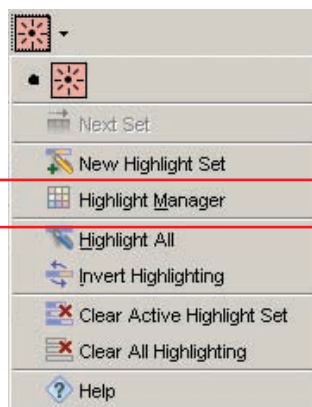 Next Set
New Highlight Set
Highlight Manager
Highlight All
Invert Highlighting
Clear Active Highlight Set
Clear All Highlighting
Help